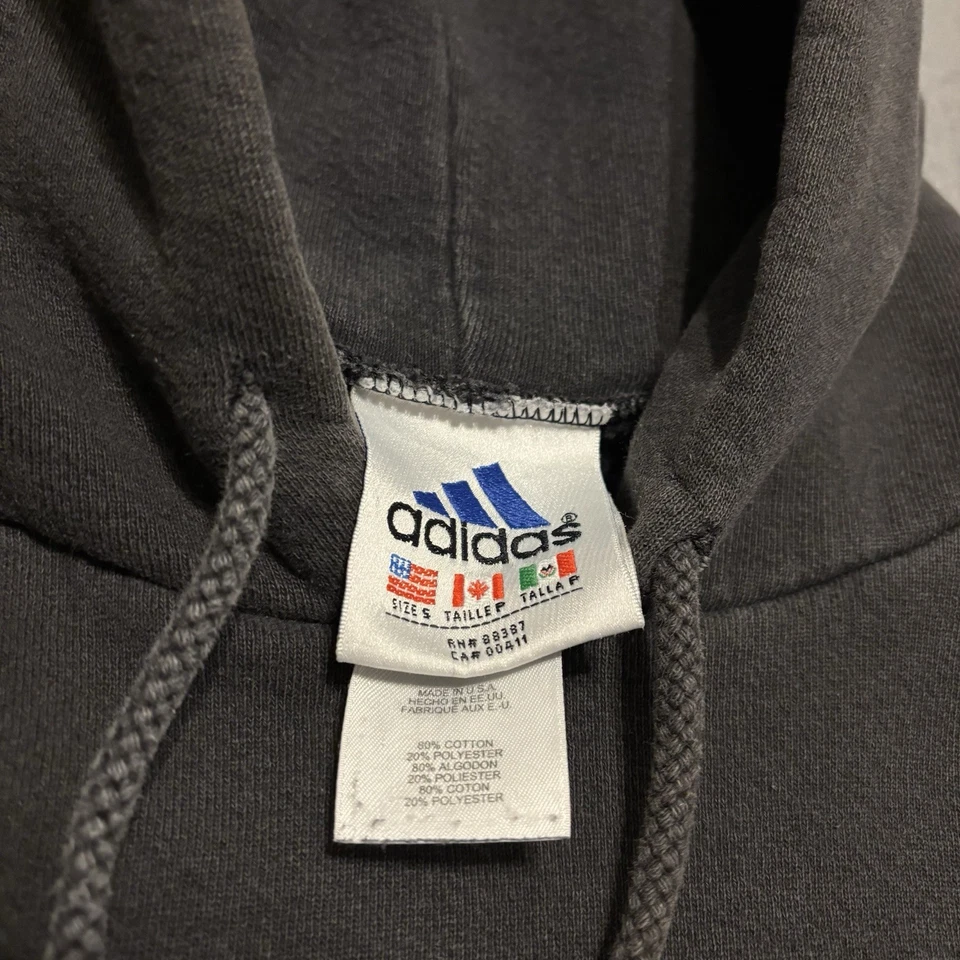 adidas®
SIZE S TAILLE P TALLA P
RN# 88387
CA# 00411
MADE IN U.S.A.
HECHO EN EE.UU.
FABRIQUE AUX E.-U.
80% COTTON
20% POLYESTER
80% ALGODON
20% POLIESTER
80% COTON
20% POLYESTER